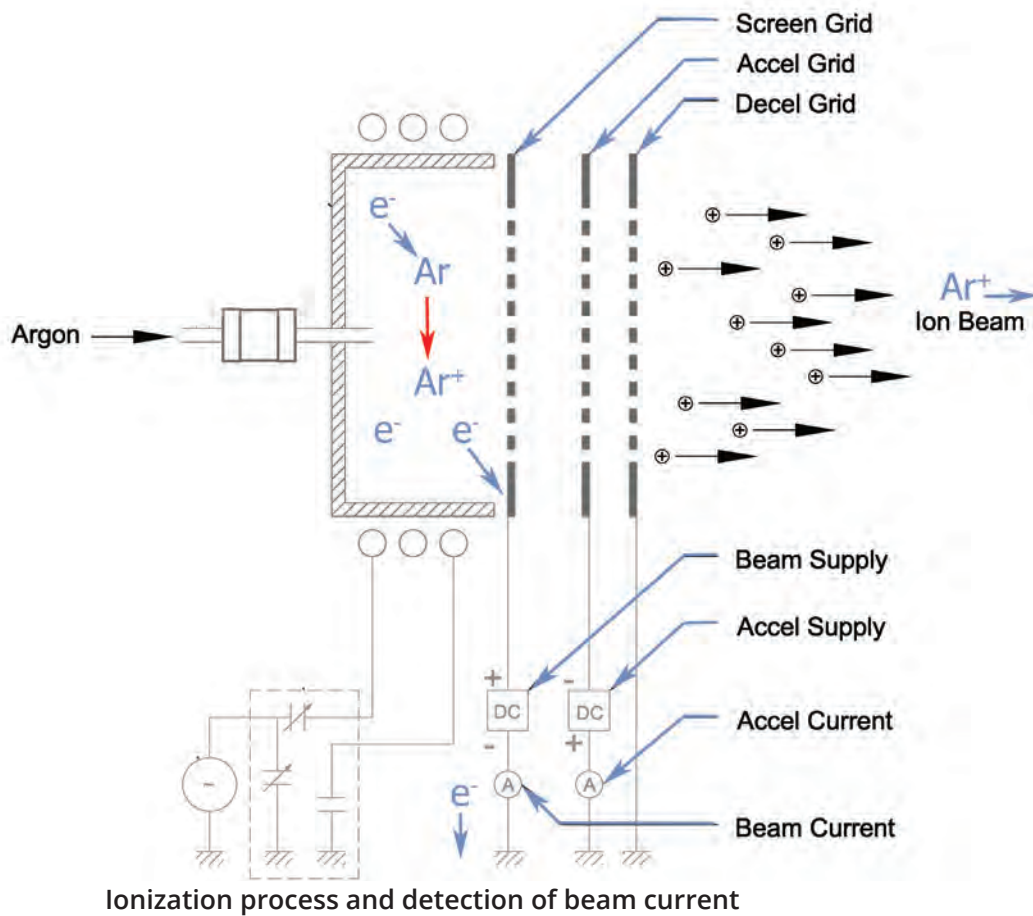 Screen Grid
Accel Grid
Decel Grid
e-
Ar
Argon
Ar+
Ion Beam
Ar+
e- e-
Beam Supply
Accel Supply
+ -
DC DC
Accel Current
- +
~
e-
A A
Beam Current
Ionization process and detection of beam current